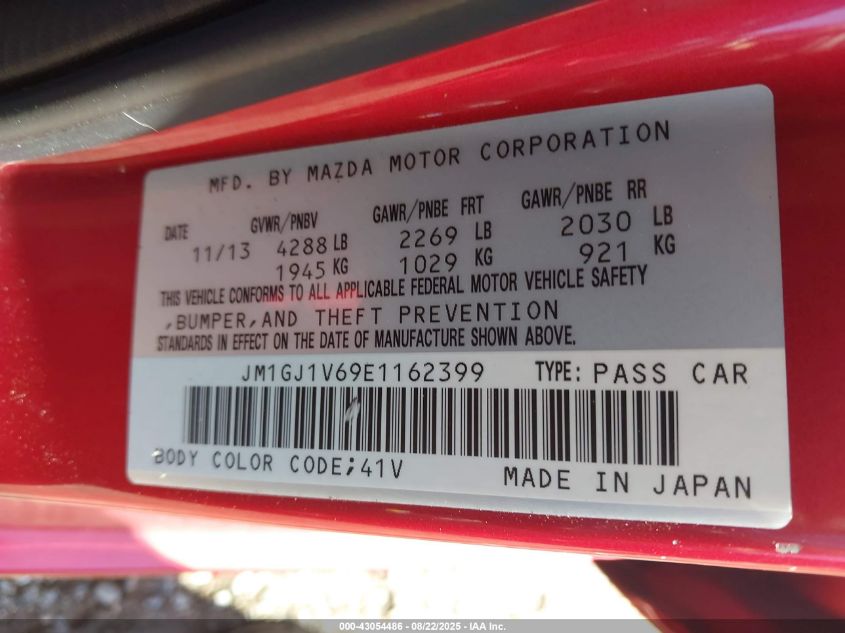 MFD. BY MAZDA MOTOR CORPORATION
DATE GVWR/PNBV GAWR/PNBE FRT GAWR/PNBE RR
11/13 4288 LB 2269 LB 2030 LB
1945 KG 1029 KG 921 KG
THIS VEHICLE CONFORMS TO ALL APPLICABLE FEDERAL MOTOR VEHICLE SAFETY
,BUMPER,AND THEFT PREVENTION
STANDARDS IN EFFECT ON THE DATE OF MANUFACTURE SHOWN ABOVE.
JM1GJ1V69E1162399 TYPE: PASS CAR
BODY COLOR CODE;41V MADE IN JAPAN
000-43054486 - 08/22/2025 - IAA Inc.